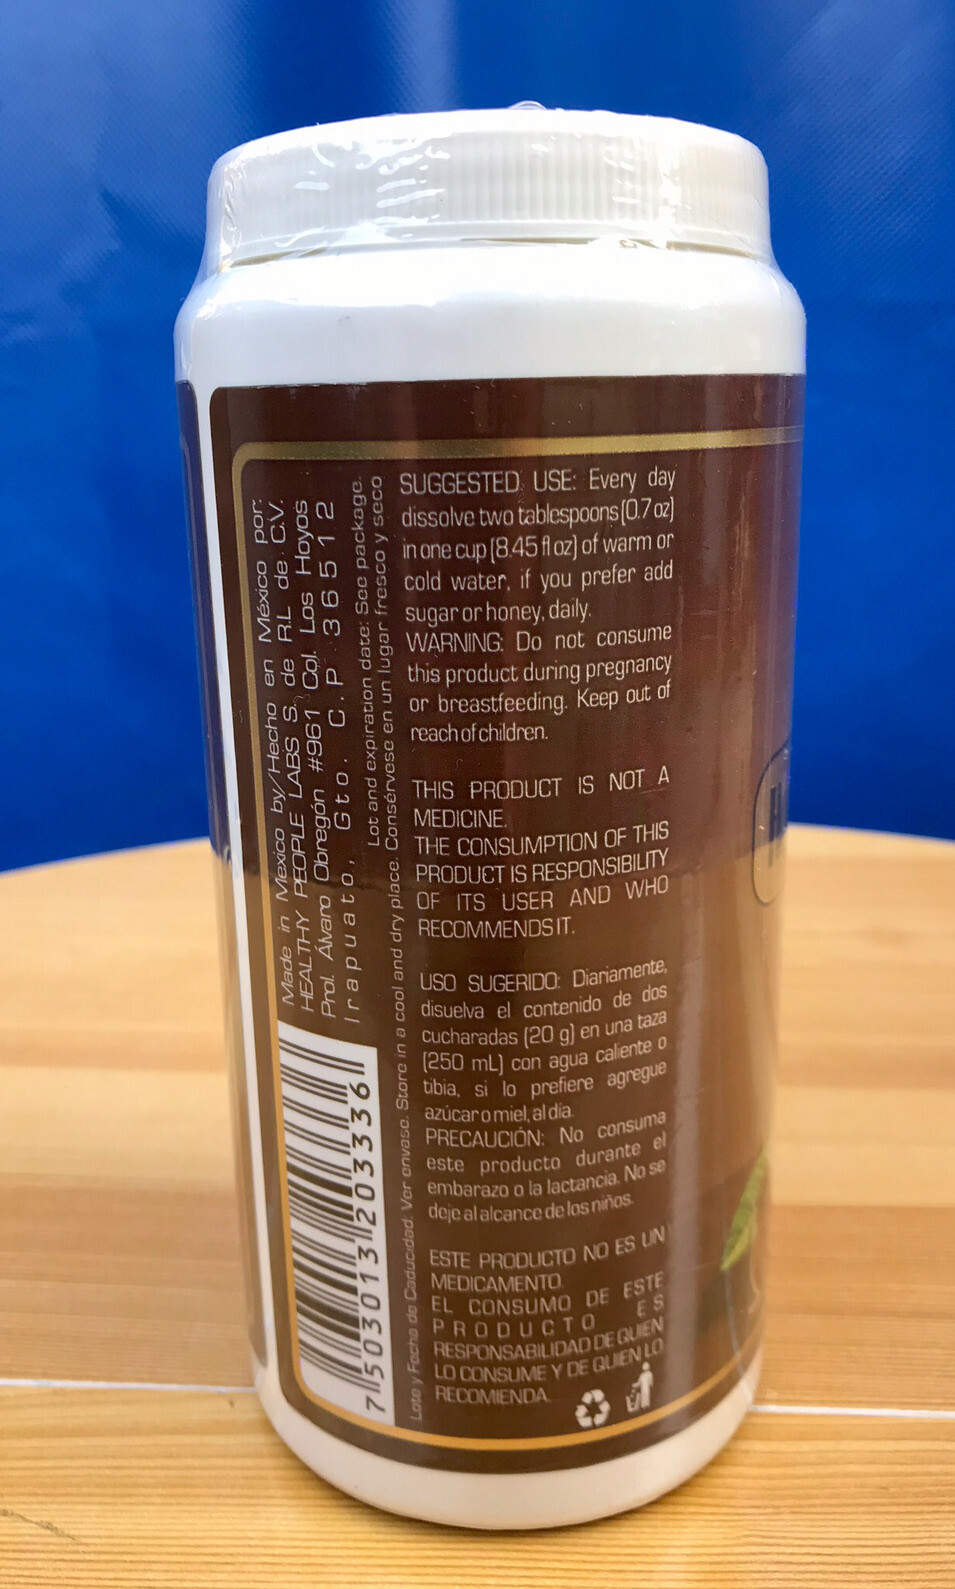 SUGGESTED USE: Every day
dissolve two tablespoons (0.7 oz)
in one cup (8.45 fl oz) of warm or
cold water, if you prefer add
sugar or honey, daily.
WARNING: Do not consume
this product during pregnancy
or breastfeeding. Keep out of
reach of children.
THIS PRODUCT IS NOT A
MEDICINE.
THE CONSUMPTION OF THIS
PRODUCT IS RESPONSIBILITY
OF ITS USER AND WHO
RECOMMENDS IT.
USO SUGERIDO: Diariamente,
disuelva el contenido de dos
cucharadas (20 g) en una taza
(250 mL) con agua caliente o
tibia, si lo prefiere agregue
azúcar o miel, al día.
PRECAUCIÓN: No consuma
este producto durante el
embarazo o la lactancia. No se
deje al alcance de los niños.
ESTE PRODUCTO NO ES UN
MEDICAMENTO.
EL CONSUMO DE ESTE
PRODUCTO ES
RESPONSABILIDAD DE QUIEN
LO CONSUME Y DE QUIEN LO
RECOMIENDA.
Made in Mexico by/Hecho en México por:
HEALTHY PEOPLE LABS S. de R.L de C.V.
Prol. Álvaro Obregón #961 Col. Los Hoyos
Irapuato, Gto. C.P 36512
Lot and expiration date: See package.
Lote y Fecha de Caducidad: Ver envase. Store in a cool and dry place. Consérvese en un lugar fresco y seco
7 503013 203336